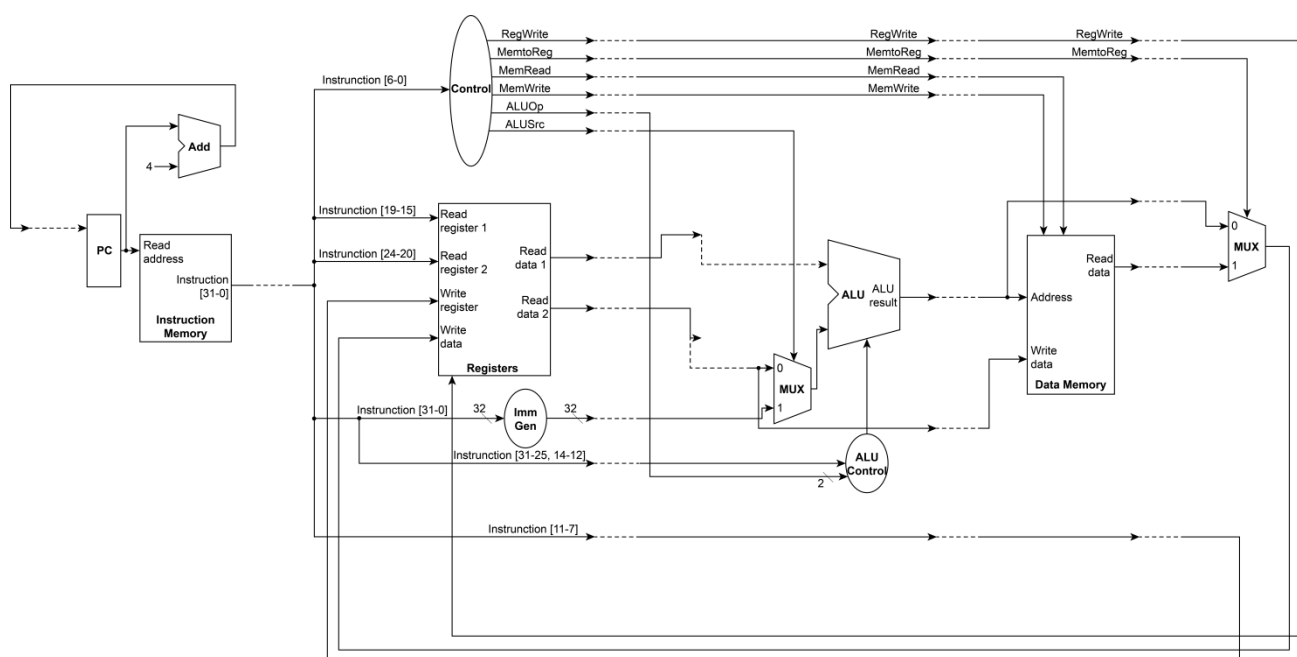 RegWrite
RegWrite
RegWrite
MemtoReg
MemtoReg
MemtoReg
MemRead
MemRead
MemWrite
MemWrite
ALUOp
ALUSrc
Instrunction [6-0]
Control
Add
4
PC
Read
address
Instruction
[31-0]
Instruction
Memory
Instrunction [19-15]
Instrunction [24-20]
Read
register 1
Read
register 2
Write
register
Write
data
Read
data 1
Read
data 2
Registers
Instrunction [31-0]
32
Imm
Gen
32
Instrunction [31-25, 14-12]
0
MUX
1
ALU
ALU
result
ALU
Control
2
Address
Write
data
Read
data
Data Memory
0
MUX
1
Instrunction [11-7]